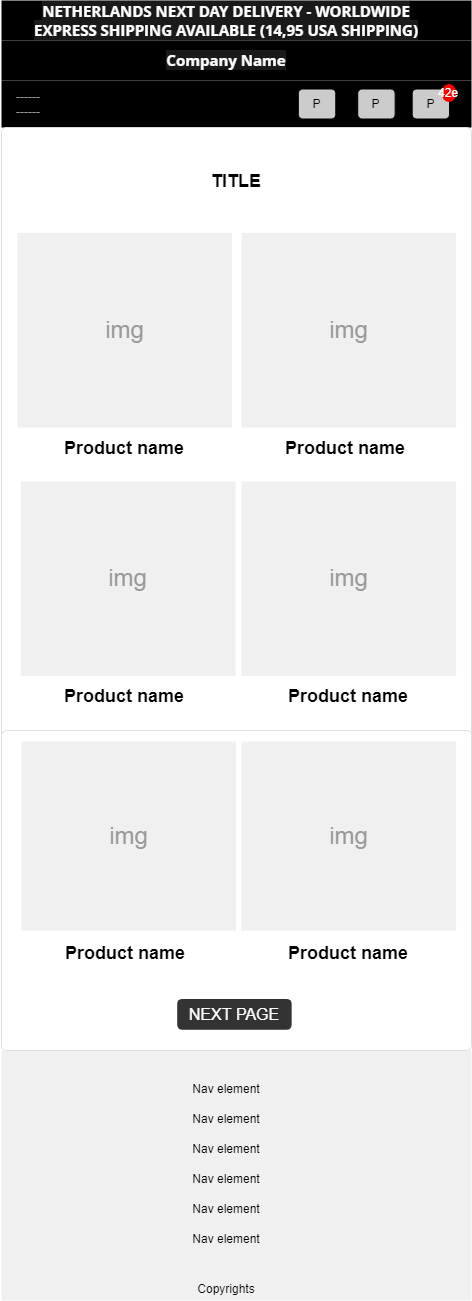 NETHERLANDS NEXT DAY DELIVERY - WORLDWIDE
EXPRESS SHIPPING AVAILABLE (14,95 USA SHIPPING)
Company Name
P P P 42e
TITLE
img img
Product name Product name
img img
Product name Product name
img img
Product name Product name
NEXT PAGE
Nav element
Nav element
Nav element
Nav element
Nav element
Nav element
Copyrights